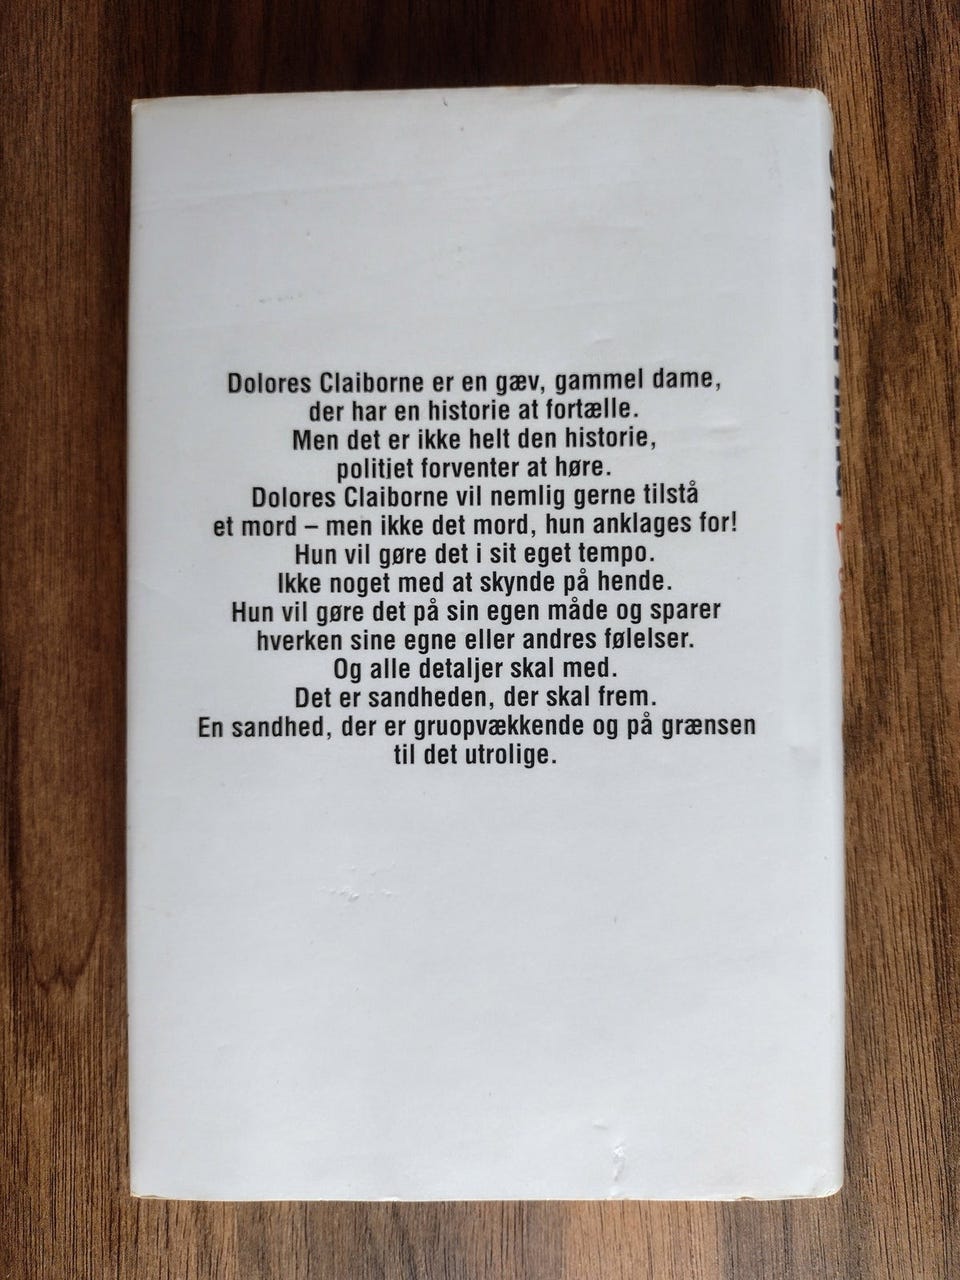 Dolores Claiborne er en gæv, gammel dame,
der har en historie at fortælle.
Men det er ikke helt den historie,
politiet forventer at høre.
Dolores Claiborne vil nemlig gerne tilstå
et mord – men ikke det mord, hun anklages for!
Hun vil gøre det i sit eget tempo.
Ikke noget med at skynde på hende.
Hun vil gøre det på sin egen måde og sparer
hverken sine egne eller andres følelser.
Og alle detaljer skal med.
Det er sandheden, der skal frem.
En sandhed, der er gruopvækkende og på grænsen
til det utrolige.